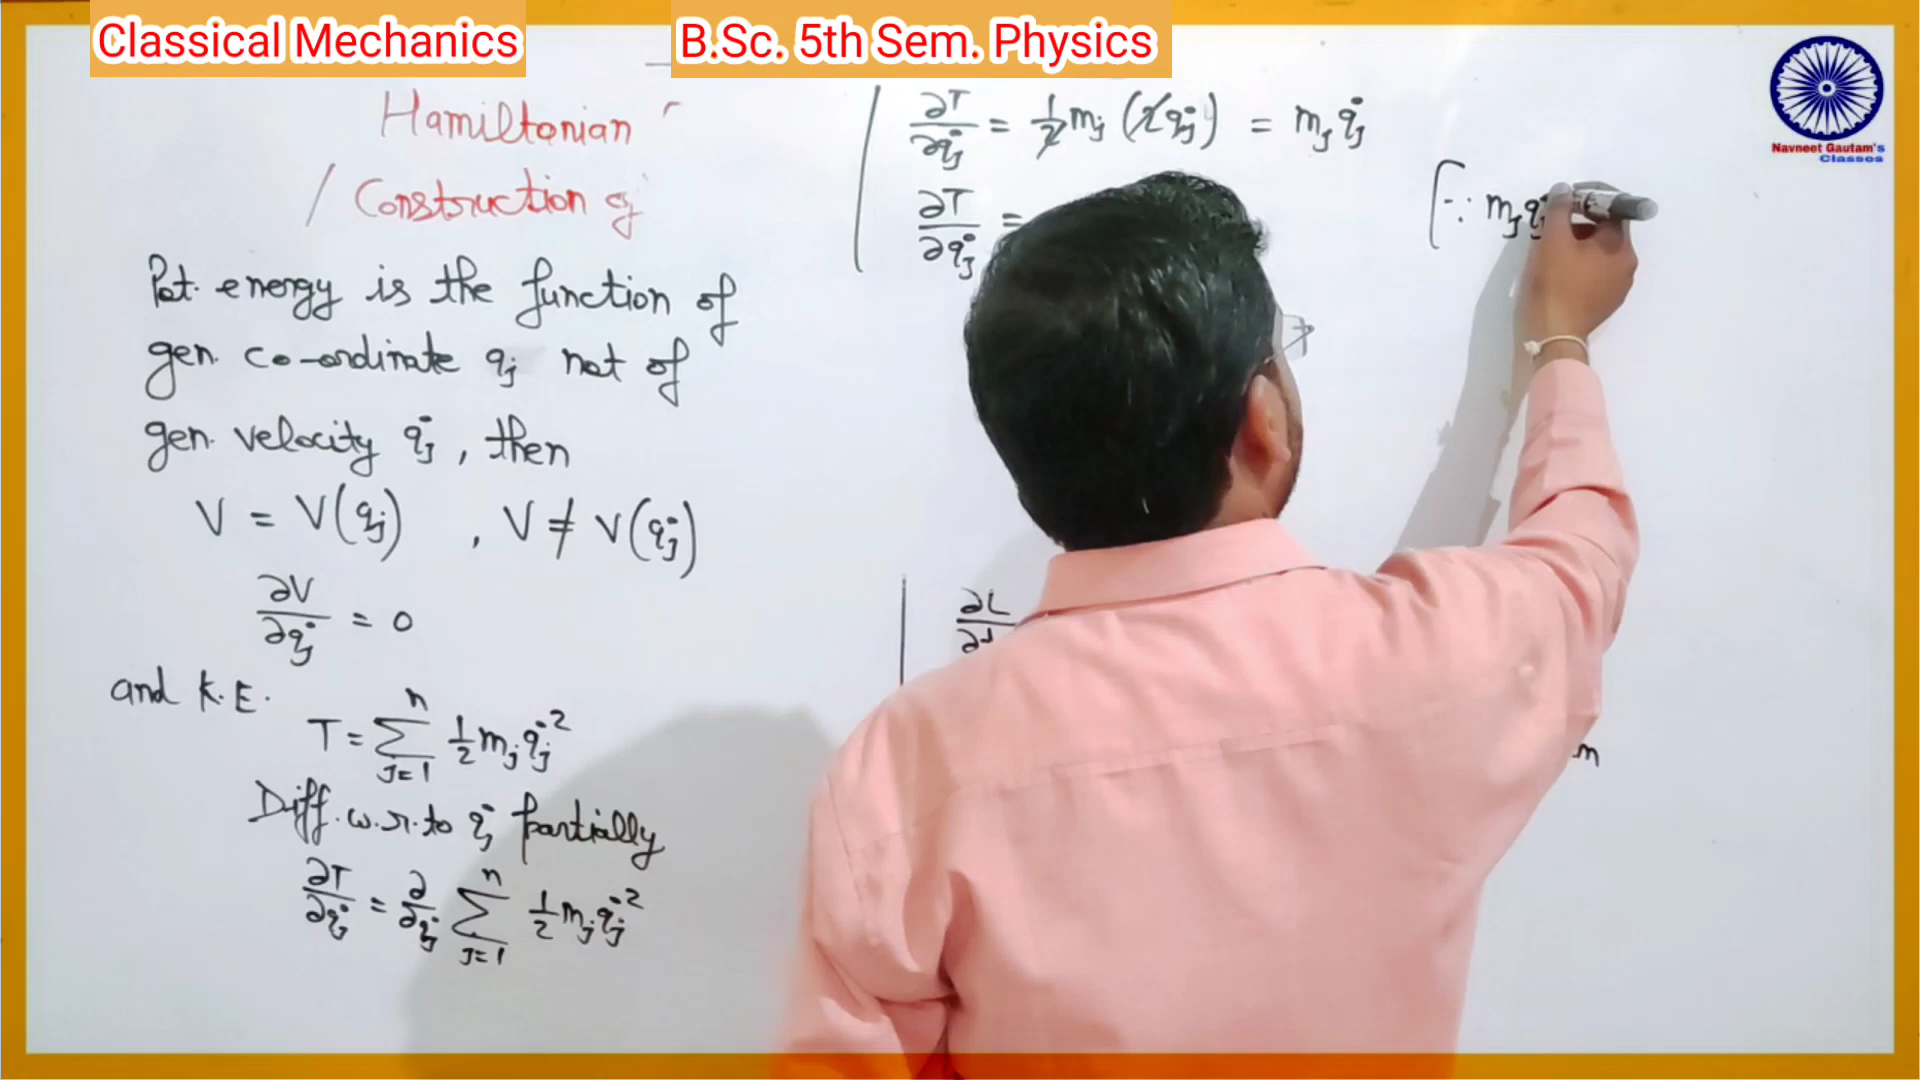 Classical Mechanics
B.Sc. 5th Sem. Physics
Navneet Gautam's
Classes
Hamiltonian
/ Construction of
Pot. energy is the function of
gen. co-ordinate qj not of
gen. velocity q̇j, then
V = V(qj) , V ≠ V(q̇j)
∂V/∂q̇j = 0
and K.E.
T = Σ_{j=1}^{n} 1/2 mj q̇j²
Diff. w.r.to q̇j partially
∂T/∂q̇j = ∂/∂q̇j Σ_{j=1}^{n} 1/2 mj q̇j²
∂T/∂q̇j = 1/2 mj (2q̇j) = mj q̇j
∂T/∂q̇j =
[∵ mj q̇j
∂L